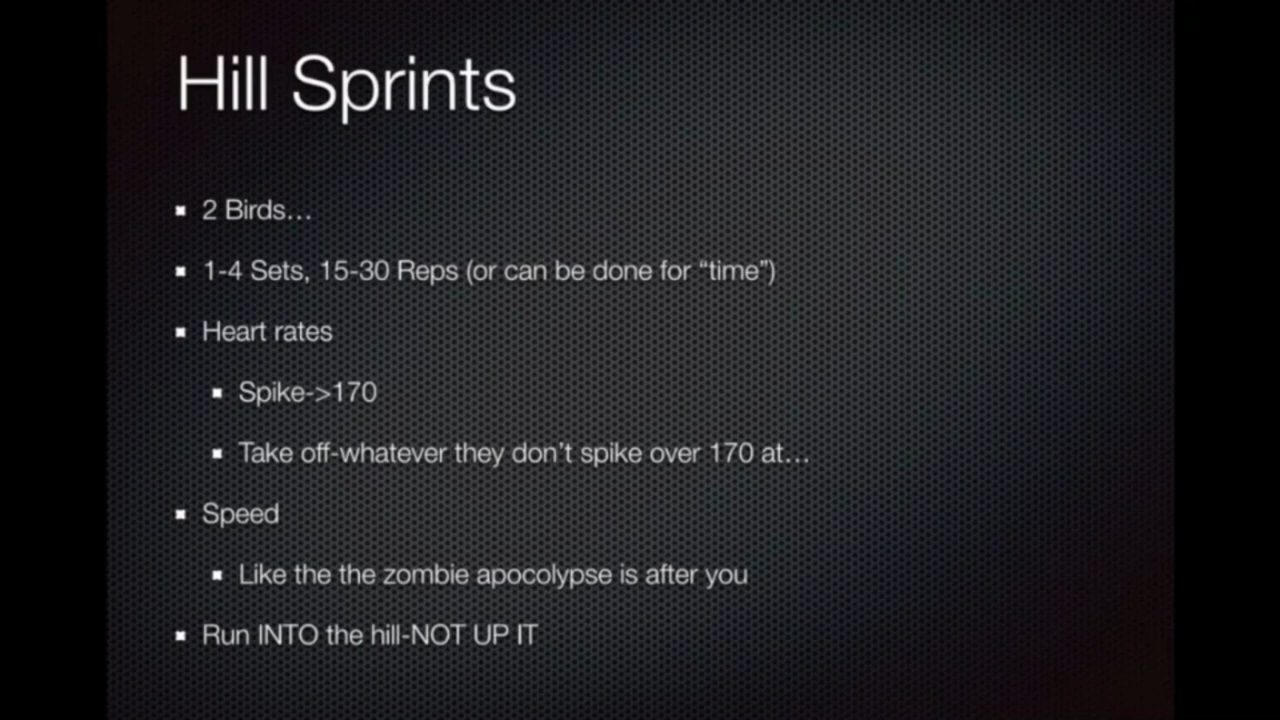 Hill Sprints
2 Birds…
1-4 Sets, 15-30 Reps (or can be done for “time”)
Heart rates
Spike->170
Take off-whatever they don’t spike over 170 at…
Speed
Like the the zombie apocolypse is after you
Run INTO the hill-NOT UP IT